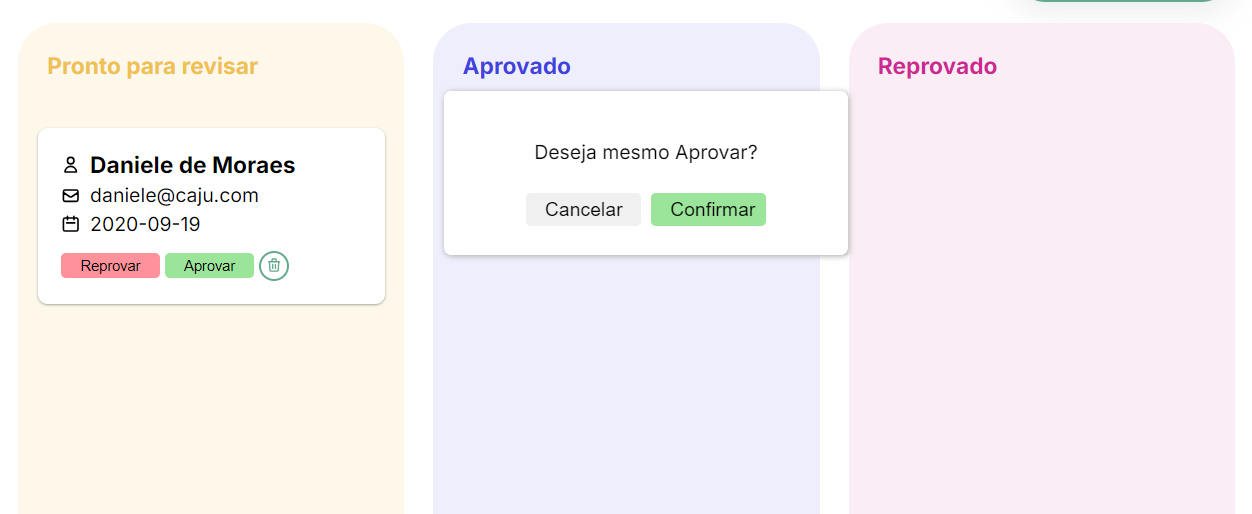 Pronto para revisar
Daniele de Moraes
daniele@caju.com
2020-09-19
Reprovar
Aprovar
Aprovado
Deseja mesmo Aprovar?
Cancelar
Confirmar
Reprovado